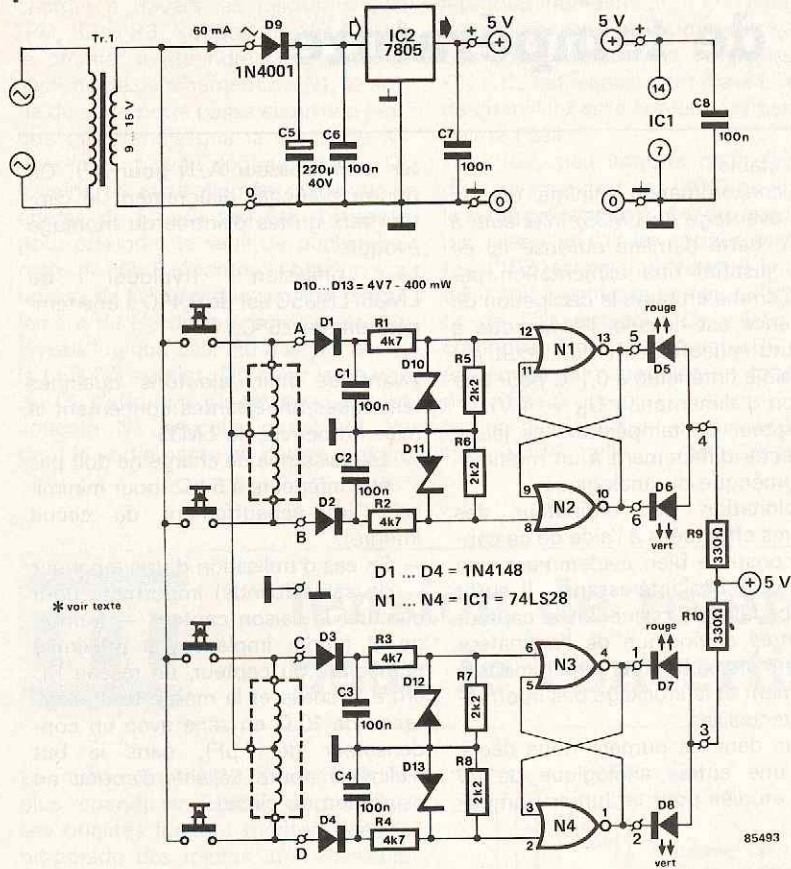 60 mA
D9
1N4001
IC2
7805
5 V
5 V
Tr.1
9 ... 15 V
C5
220µ
40V
C6
100n
C7
100n
14
IC1
7
C8
100n
0
0
D10 ... D13 = 4V7 - 400 mW
A
D1
R1
4k7
C1
100n
D10
R5
2k2
12
11
N1
13
5
rouge
D5
4
C2
100n
D11
R6
2k2
9
8
N2
10
6
D6
vert
B
D2
R2
4k7
R9
330Ω
D1 ... D4 = 1N4148
N1 ... N4 = IC1 = 74LS28
* voir texte
5 V
R10
330Ω
C
D3
R3
4k7
C3
100n
D12
R7
2k2
6
5
N3
4
1
D7
3
C4
100n
D13
R8
2k2
3
2
N4
1
2
D8
vert
D
D4
R4
4k7
85493